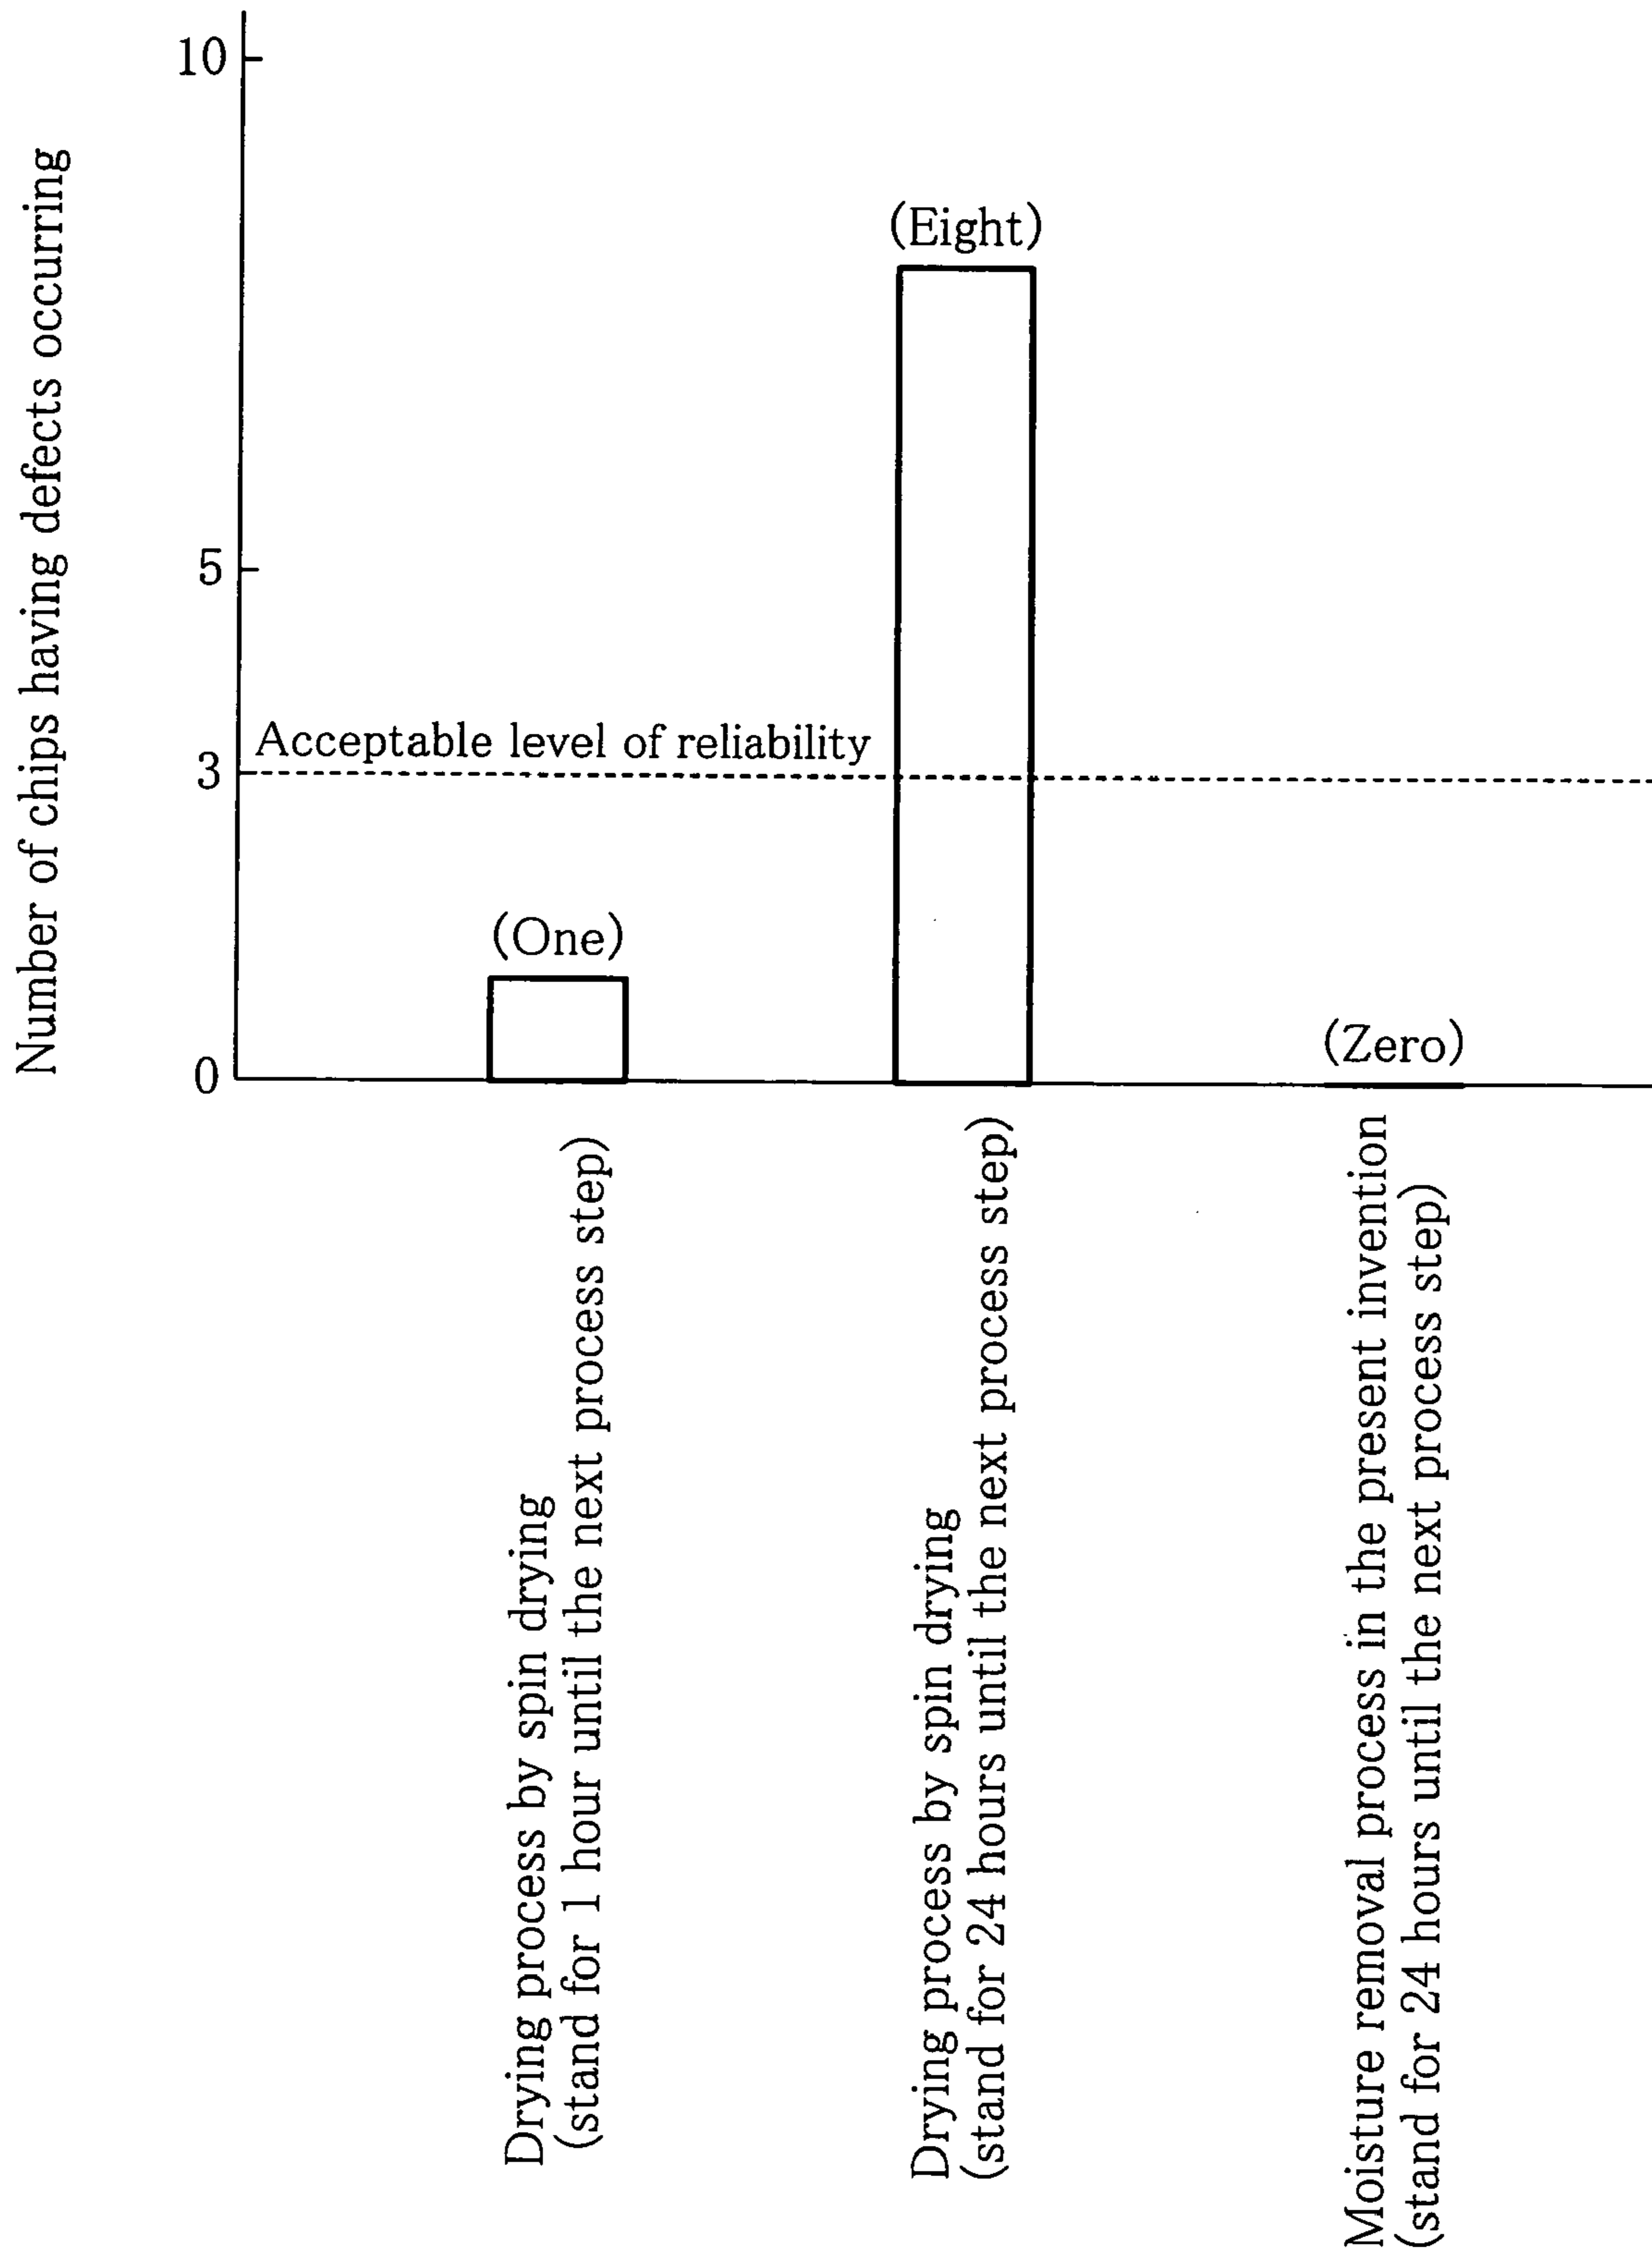 Number of chips having defects occurring
10
5
3
0
Acceptable level of reliability
(One)
(Eight)
(Zero)
Drying process by spin drying
(stand for 1 hour until the next process step)
Drying process by spin drying
(stand for 24 hours until the next process step)
Moisture removal process in the present invention
(stand for 24 hours until the next process step)